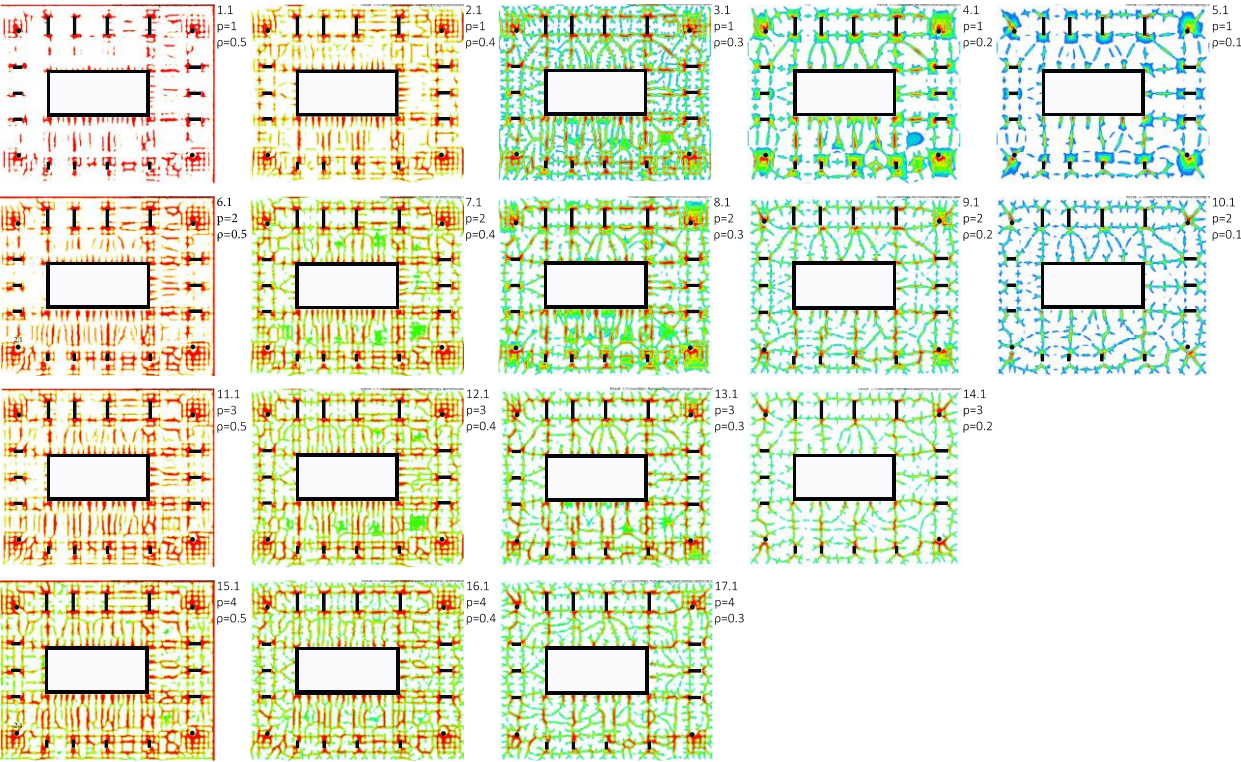 1.1
p=1
ρ=0.5
2.1
p=1
ρ=0.4
3.1
p=1
ρ=0.3
4.1
p=1
ρ=0.2
5.1
p=1
ρ=0.1
6.1
p=2
ρ=0.5
7.1
p=2
ρ=0.4
8.1
p=2
ρ=0.3
9.1
p=2
ρ=0.2
10.1
p=2
ρ=0.1
11.1
p=3
ρ=0.5
12.1
p=3
ρ=0.4
13.1
p=3
ρ=0.3
14.1
p=3
ρ=0.2
15.1
p=4
ρ=0.5
16.1
p=4
ρ=0.4
17.1
p=4
ρ=0.3